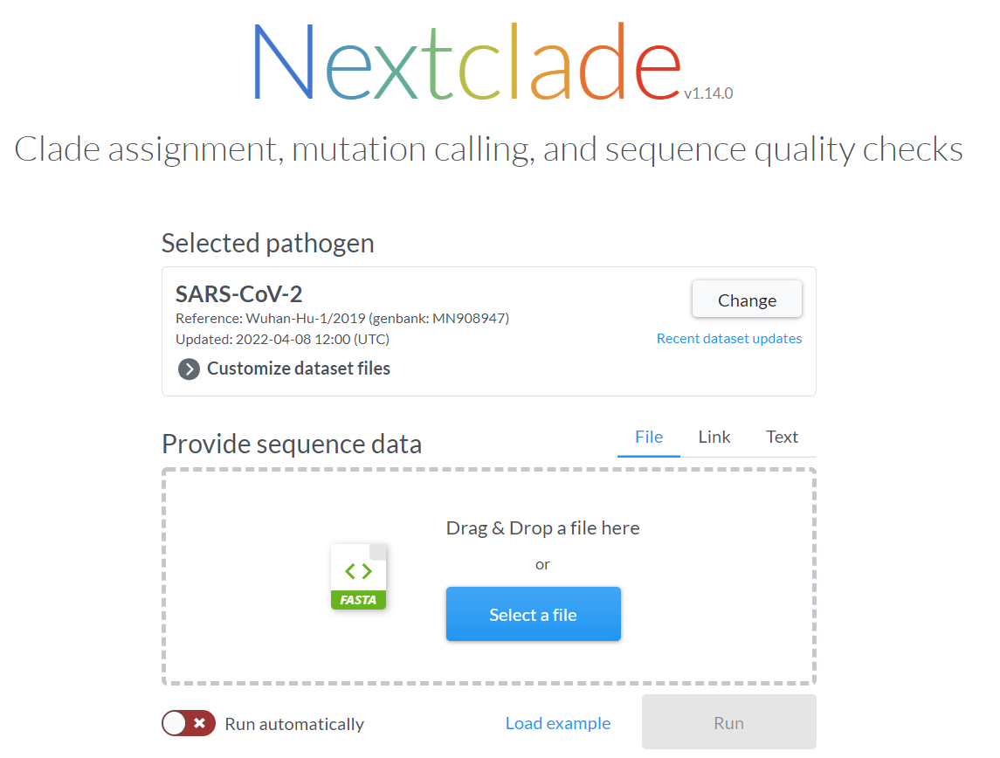 Nextclade v1.14.0
Clade assignment, mutation calling, and sequence quality checks
Selected pathogen
SARS-CoV-2
Change
Reference: Wuhan-Hu-1/2019 (genbank: MN908947)
Updated: 2022-04-08 12:00 (UTC)
Recent dataset updates
Customize dataset files
Provide sequence data
File Link Text
Drag & Drop a file here
or
FASTA
Select a file
Run automatically
Load example
Run